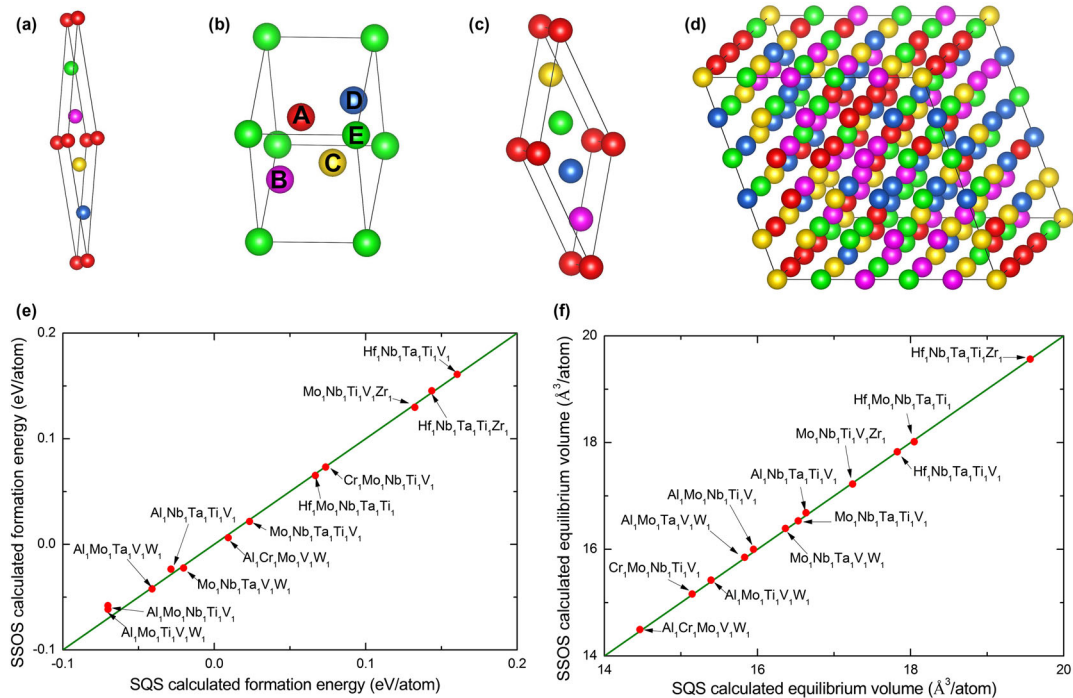 (a)
(b)
(c)
(d)
A
D
E
C
B
(e)
0.2
0.1
0.0
-0.1
-0.1
0.0
0.1
0.2
SSOS calculated formation energy (eV/atom)
SQS calculated formation energy (eV/atom)
Hf₁Nb₁Ta₁Ti₁V₁
Mo₁Nb₁Ti₁V₁Zr₁
Hf₁Nb₁Ta₁Ti₁Zr₁
Cr₁Mo₁Nb₁Ti₁V₁
Hf₁Mo₁Nb₁Ta₁Ti₁
Al₁Nb₁Ta₁Ti₁V₁
Mo₁Nb₁Ta₁Ti₁V₁
Al₁Mo₁Ta₁V₁W₁
Al₁Cr₁Mo₁V₁W₁
Mo₁Nb₁Ta₁V₁W₁
Al₁Mo₁Nb₁Ti₁V₁
Al₁Mo₁Ti₁V₁W₁
(f)
20
18
16
14
14
16
18
20
SSOS calculated equilibrium volume (Å³/atom)
SQS calculated equilibrium volume (Å³/atom)
Hf₁Nb₁Ta₁Ti₁Zr₁
Hf₁Mo₁Nb₁Ta₁Ti₁
Mo₁Nb₁Ti₁V₁Zr₁
Hf₁Nb₁Ta₁Ti₁V₁
Al₁Nb₁Ta₁Ti₁V₁
Al₁Mo₁Nb₁Ti₁V₁
Mo₁Nb₁Ta₁Ti₁V₁
Al₁Mo₁Ta₁V₁W₁
Mo₁Nb₁Ta₁V₁W₁
Cr₁Mo₁Nb₁Ti₁V₁
Al₁Mo₁Ti₁V₁W₁
Al₁Cr₁Mo₁V₁W₁